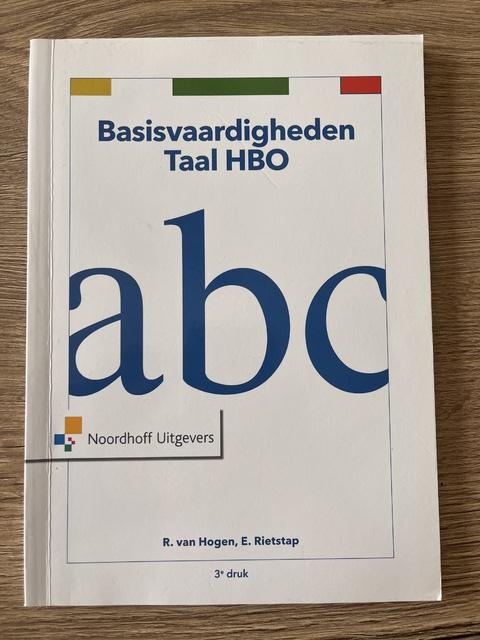 Basisvaardigheden
Taal HBO
abc
Noordhoff Uitgevers
R. van Hogen, E. Rietstap
3e druk